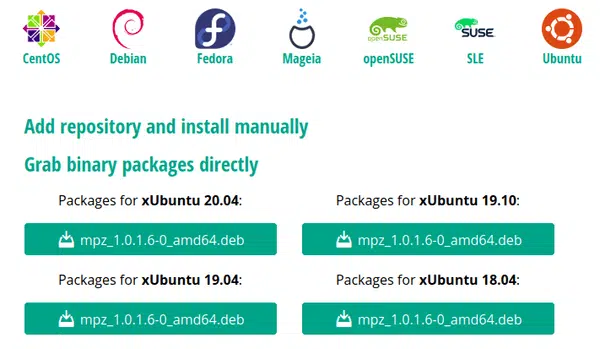 CentOS Debian Fedora Mageia openSUSE SLE Ubuntu
openSUSE SUSE
Add repository and install manually
Grab binary packages directly
Packages for xUbuntu 20.04: Packages for xUbuntu 19.10:
mpz_1.0.1.6-0_amd64.deb mpz_1.0.1.6-0_amd64.deb
Packages for xUbuntu 19.04: Packages for xUbuntu 18.04:
mpz_1.0.1.6-0_amd64.deb mpz_1.0.1.6-0_amd64.deb